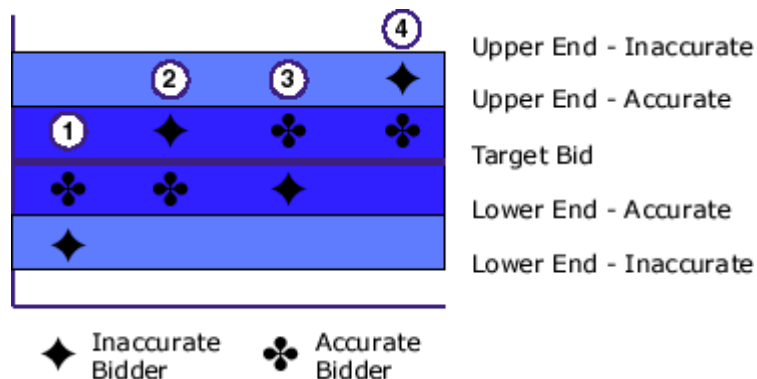 4
Upper End - Inaccurate
2
3
Upper End - Accurate
1
Target Bid
Lower End - Accurate
Lower End - Inaccurate
Inaccurate
Bidder
Accurate
Bidder